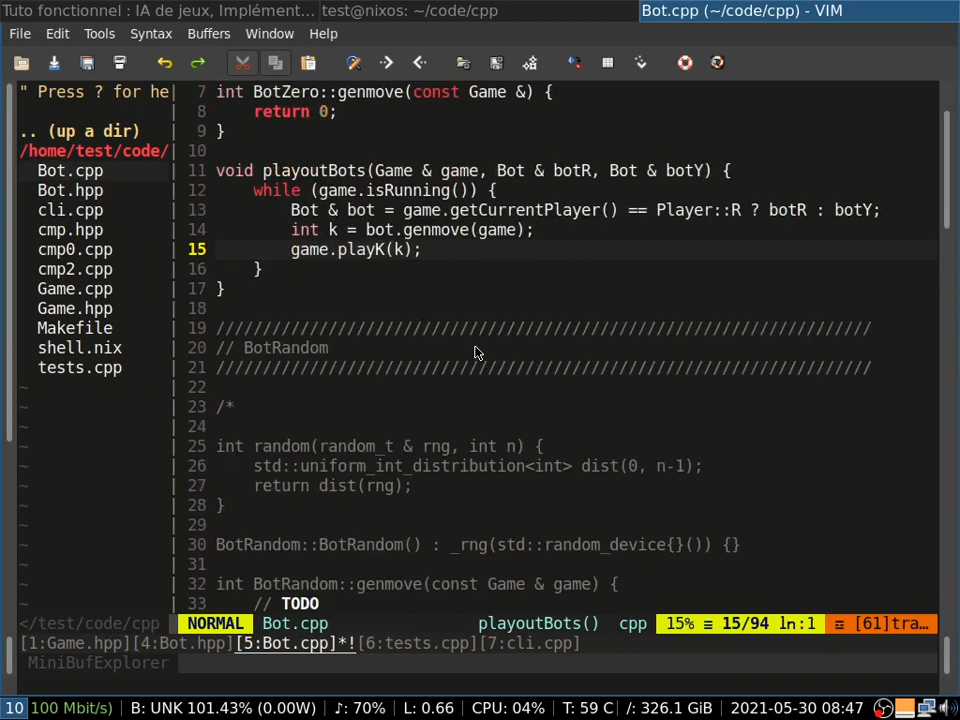 Tuto fonctionnel : IA de jeux, Implément... test@nixos: ~/code/cpp Bot.cpp (~/code/cpp) - VIM
File Edit Tools Syntax Buffers Window Help
" Press ? for he
.. (up a dir)
/home/test/code/
Bot.cpp
Bot.hpp
cli.cpp
cmp.hpp
cmp0.cpp
cmp2.cpp
Game.cpp
Game.hpp
Makefile
shell.nix
tests.cpp
7 int BotZero::genmove(const Game &) {
8 return 0;
9 }
10
11 void playoutBots(Game & game, Bot & botR, Bot & botY) {
12 while (game.isRunning()) {
13 Bot & bot = game.getCurrentPlayer() == Player::R ? botR : botY;
14 int k = bot.genmove(game);
15 game.playK(k);
16 }
17 }
18
19 //////////////////////////////////////////////////////////////////////
20 // BotRandom
21 //////////////////////////////////////////////////////////////////////
22
23 /*
24
25 int random(random_t & rng, int n) {
26 std::uniform_int_distribution<int> dist(0, n-1);
27 return dist(rng);
28 }
29
30 BotRandom::BotRandom() : _rng(std::random_device{}()) {}
31
32 int BotRandom::genmove(const Game & game) {
33 // TODO
</test/code/cpp NORMAL Bot.cpp playoutBots() cpp 15% ≡ 15/94 ln:1 ≡ [61]tra...
[1:Game.hpp][4:Bot.hpp][5:Bot.cpp]*![6:tests.cpp][7:cli.cpp]
MiniBufExplorer
10 100 Mbit/s) B: UNK 101.43% (0.00W) ♪: 70% L: 0.66 CPU: 04% T: 59 C /: 326.1 GiB 2021-05-30 08:47